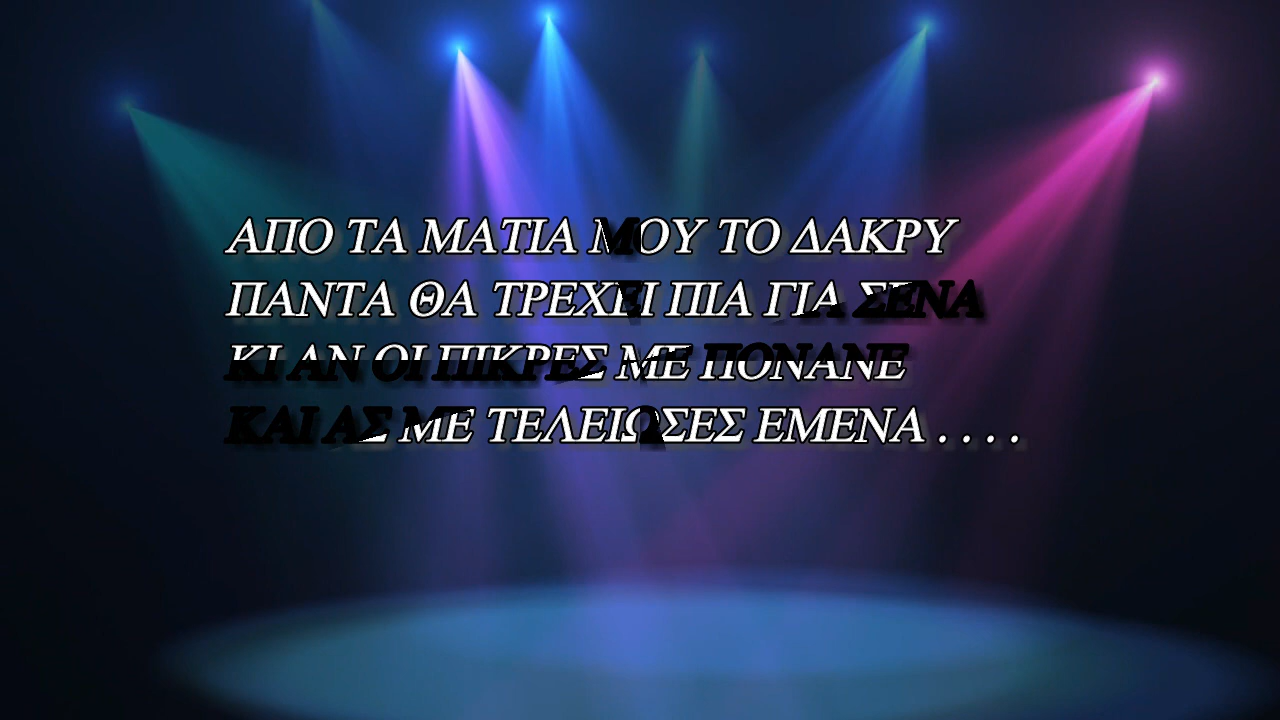 ΑΠΟ ΤΑ ΜΑΤΙΑ ΜΟΥ ΤΟ ΔΑΚΡΥ
ΠΑΝΤΑ ΘΑ ΤΡΕΧΕΙ ΠΙΑ ΓΙΑ ΣΕΝΑ
ΚΙ ΑΝ ΟΙ ΠΙΚΡΕΣ ΜΕ ΠΟΝΑΝΕ
ΚΑΙ ΑΣ ΜΕ ΤΕΛΕΙΩΣΕΣ ΕΜΕΝΑ . . . .